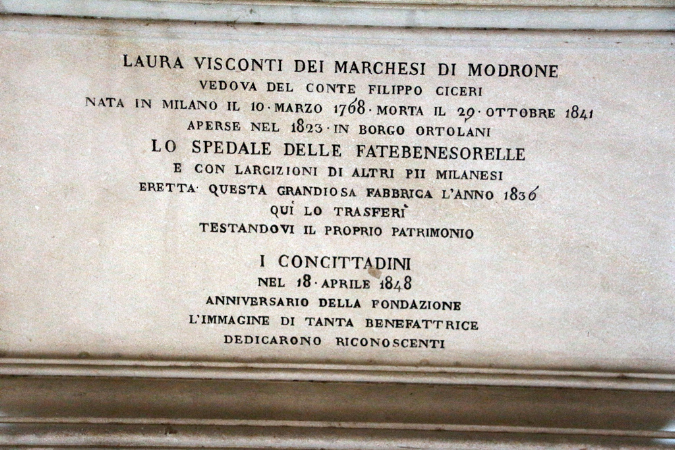 LAURA VISCONTI DEI MARCHESI DI MODRONE
VEDOVA DEL CONTE FILIPPO CICERI
NATA IN MILANO IL 10·MARZO 1768·MORTA IL 29·OTTOBRE 1841
APERSE NEL 1823·IN BORGO ORTOLANI
LO SPEDALE DELLE FATEBENESORELLE
E CON LARGIZIONI DI ALTRI PII MILANESI
ERETTA· QUESTA GRANDIOSA FABBRICA L'ANNO 1836
QUÌ LO TRASFERÌ
TESTANDOVI IL PROPRIO PATRIMONIO
I CONCITTADINI
NEL 18·APRILE 1848
ANNIVERSARIO DELLA FONDAZIONE
L'IMMAGINE DI TANTA BENEFATTRICE
DEDICARONO RICONOSCENTI